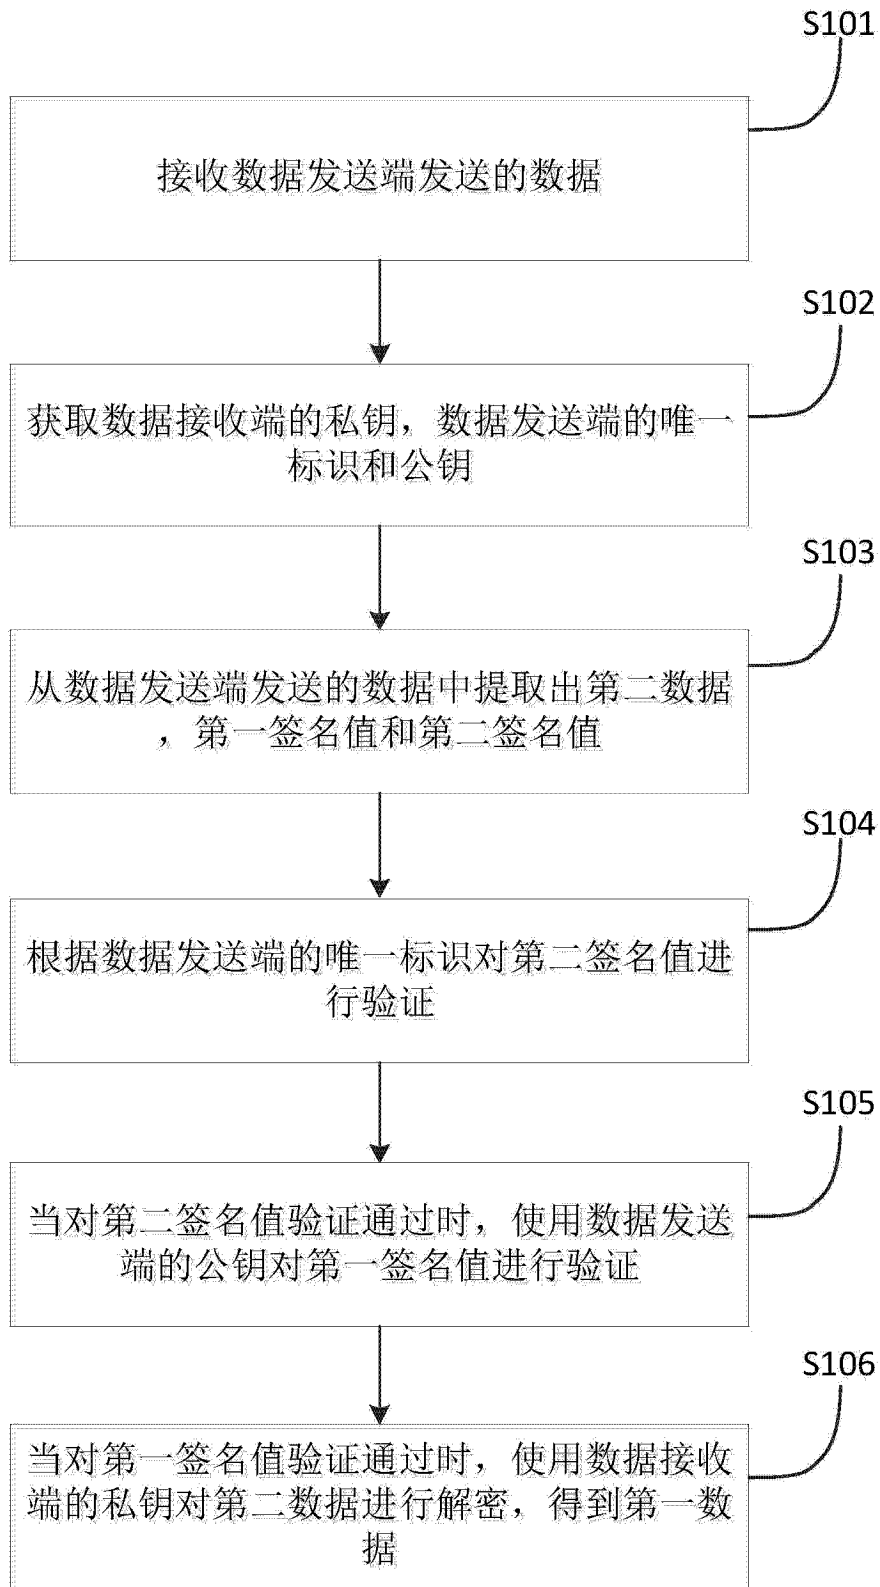 S101
接收数据发送端发送的数据
S102
获取数据接收端的私钥，数据发送端的唯一
标识和公钥
S103
从数据发送端发送的数据中提取出第二数据
，第一签名值和第二签名值
S104
根据数据发送端的唯一标识对第二签名值进
行验证
S105
当对第二签名值验证通过时，使用数据发送
端的公钥对第一签名值进行验证
S106
当对第一签名值验证通过时，使用数据接收
端的私钥对第二数据进行解密，得到第一数
据